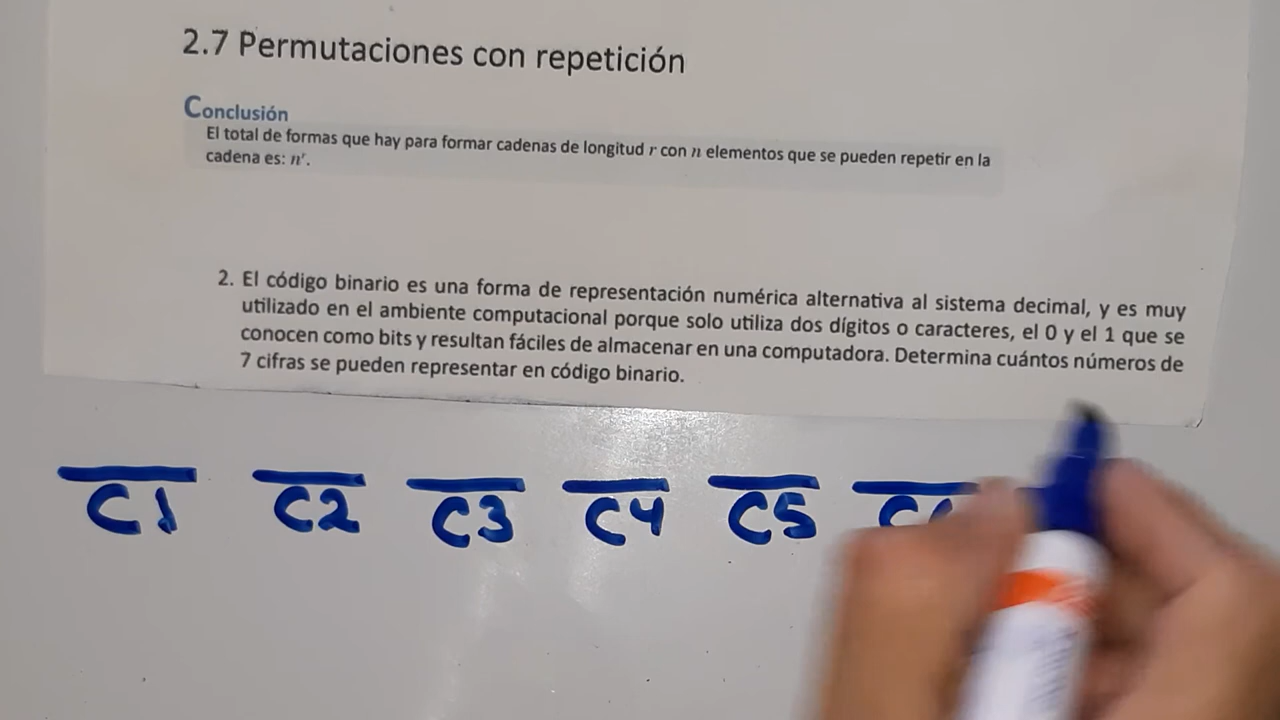 2.7 Permutaciones con repetición
Conclusión
El total de formas que hay para formar cadenas de longitud r con n elementos que se pueden repetir en la
cadena es: nʳ.
2. El código binario es una forma de representación numérica alternativa al sistema decimal, y es muy
utilizado en el ambiente computacional porque solo utiliza dos dígitos o caracteres, el 0 y el 1 que se
conocen como bits y resultan fáciles de almacenar en una computadora. Determina cuántos números de
7 cifras se pueden representar en código binario.
C1 C2 C3 C4 C5